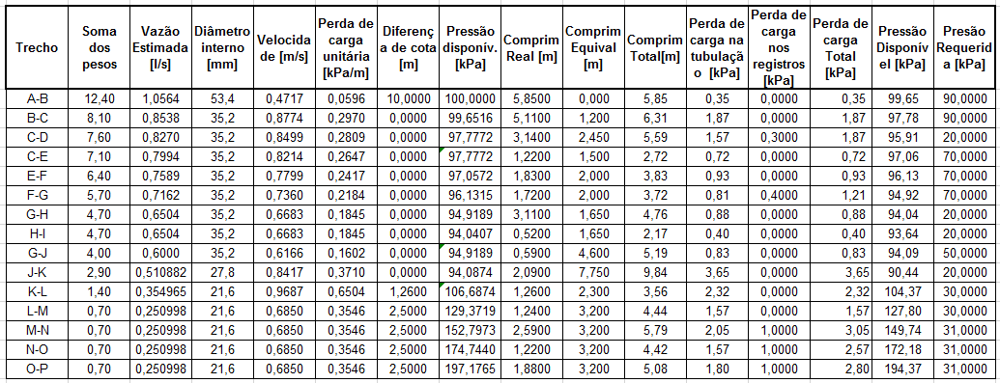 Trecho Soma dos pesos Vazão Estimada [l/s] Diâmetro interno [mm] Velocida de [m/s] Perda de carga unitária [kPa/m] Diferenç a de cota [m] Pressão disponív. [kPa] Comprim Real [m] Comprim Equival [m] Comprim Total[m] Perda de carga na tubulaçã o [kPa] Perda de carga nos registros [kPa] Perda de carga Total [kPa] Pressão Disponív el [kPa] Presão Requerid a [kPa]
A-B 12,40 1,0564 53,4 0,4717 0,0596 10,0000 100,0000 5,8500 0,000 5,85 0,35 0,0000 0,35 99,65 90,0000
B-C 8,10 0,8538 35,2 0,8774 0,2970 0,0000 99,6516 5,1100 1,200 6,31 1,87 0,0000 1,87 97,78 90,0000
C-D 7,60 0,8270 35,2 0,8499 0,2809 0,0000 97,7772 3,1400 2,450 5,59 1,57 0,3000 1,87 95,91 20,0000
C-E 7,10 0,7994 35,2 0,8214 0,2647 0,0000 97,7772 1,2200 1,500 2,72 0,72 0,0000 0,72 97,06 70,0000
E-F 6,40 0,7589 35,2 0,7799 0,2417 0,0000 97,0572 1,8300 2,000 3,83 0,93 0,0000 0,93 96,13 70,0000
F-G 5,70 0,7162 35,2 0,7360 0,2184 0,0000 96,1315 1,7200 2,000 3,72 0,81 0,4000 1,21 94,92 70,0000
G-H 4,70 0,6504 35,2 0,6683 0,1845 0,0000 94,9189 3,1100 1,650 4,76 0,88 0,0000 0,88 94,04 20,0000
H-I 4,70 0,6504 35,2 0,6683 0,1845 0,0000 94,0407 0,5200 1,650 2,17 0,40 0,0000 0,40 93,64 20,0000
G-J 4,00 0,6000 35,2 0,6166 0,1602 0,0000 94,9189 0,5900 4,600 5,19 0,83 0,0000 0,83 94,09 50,0000
J-K 2,90 0,510882 27,8 0,8417 0,3710 0,0000 94,0874 2,0900 7,750 9,84 3,65 0,0000 3,65 90,44 20,0000
K-L 1,40 0,354965 21,6 0,9687 0,6504 1,2600 106,6874 1,2600 2,300 3,56 2,32 0,0000 2,32 104,37 30,0000
L-M 0,70 0,250998 21,6 0,6850 0,3546 2,5000 129,3719 1,2400 3,200 4,44 1,57 0,0000 1,57 127,80 30,0000
M-N 0,70 0,250998 21,6 0,6850 0,3546 2,5000 152,7973 2,5900 3,200 5,79 2,05 1,0000 3,05 149,74 31,0000
N-O 0,70 0,250998 21,6 0,6850 0,3546 2,5000 174,7440 1,2200 3,200 4,42 1,57 1,0000 2,57 172,18 31,0000
O-P 0,70 0,250998 21,6 0,6850 0,3546 2,5000 197,1765 1,8800 3,200 5,08 1,80 1,0000 2,80 194,37 31,0000